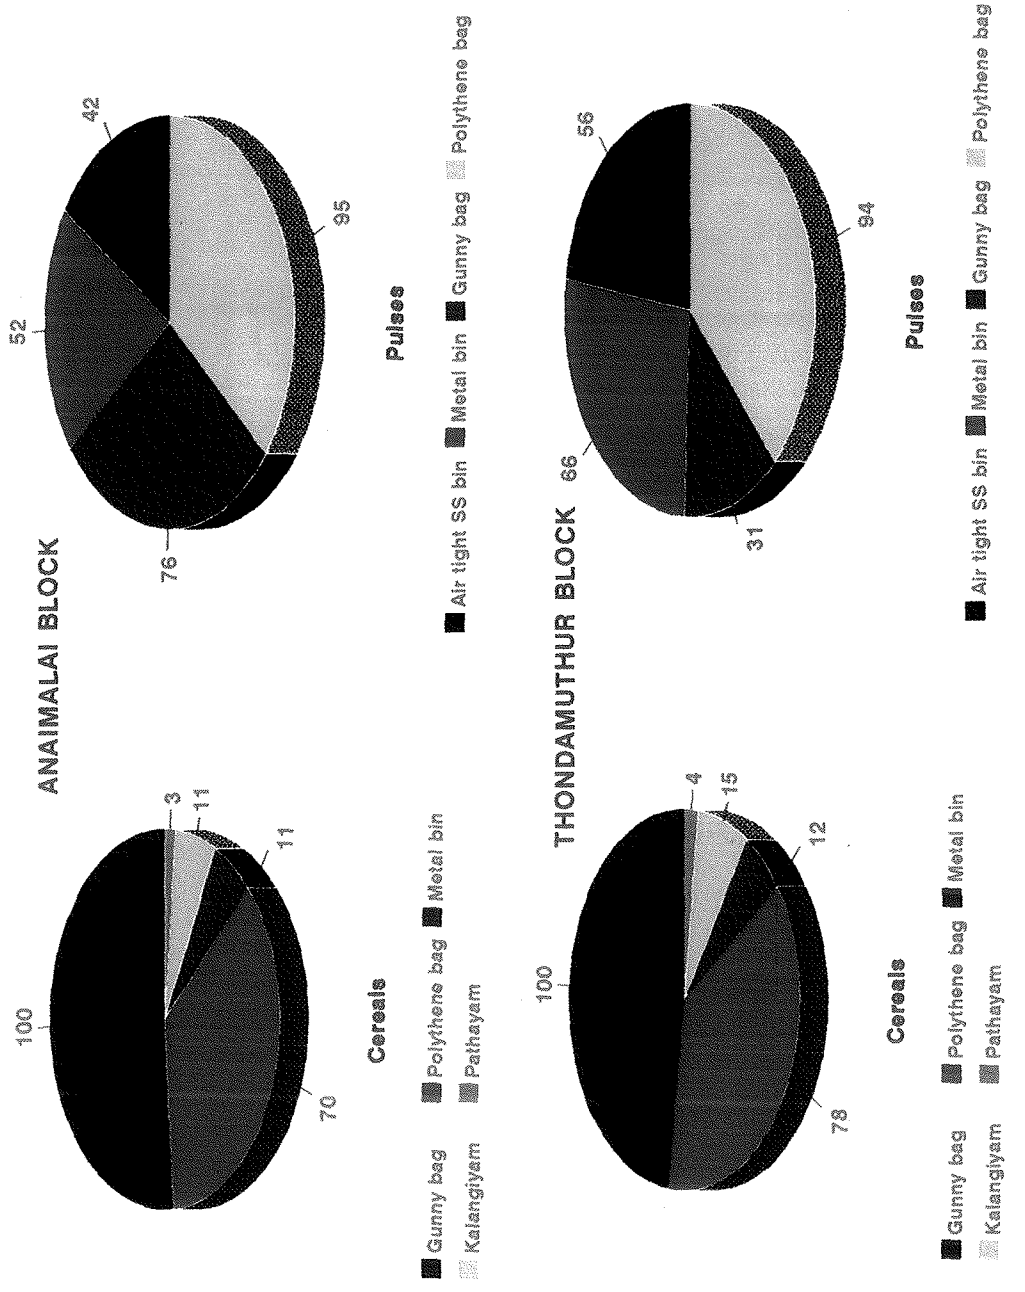 ANAIMALAI BLOCK
100
3
11
11
70
Cereals
Gunny bag Polythene bag Metal bin
Kalangiyam Pathayam
52
42
76
95
Pulses
Air tight SS bin Metal bin Gunny bag Polythene bag
THONDAMUTHUR BLOCK
100
4
15
12
78
Cereals
Gunny bag Polythene bag Metal bin
Kalangiyam Pathayam
66
56
31
94
Pulses
Air tight SS bin Metal bin Gunny bag Polythene bag